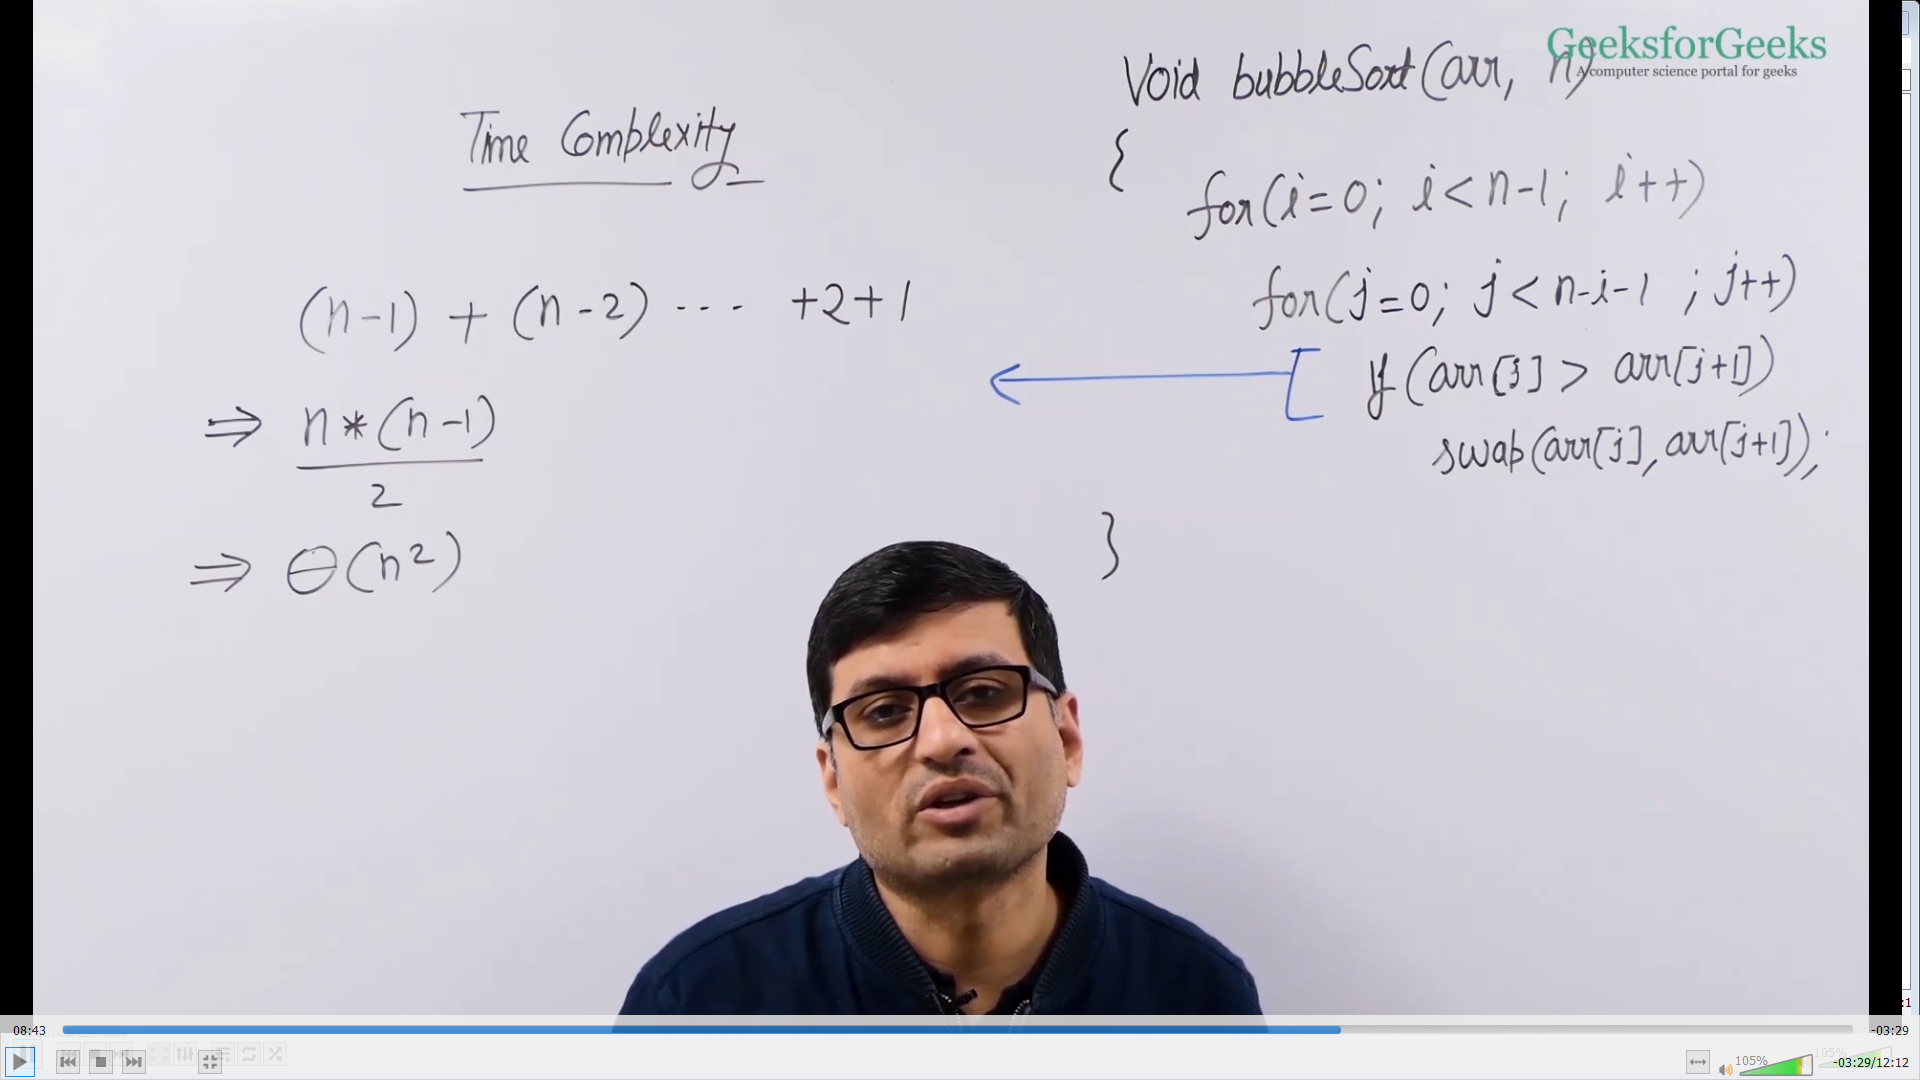 GeeksforGeeks
A computer science portal for geeks
Time Complexity
(n-1) + (n-2) --- +2+1
⇒ n*(n-1)
2
⇒ Θ(n²)
Void bubbleSort(arr, n)
{
for(i=0; i<n-1; i++)
for(j=0; j<n-i-1 ; j++)
if(arr[j] > arr[j+1])
swap(arr[j], arr[j+1]);
}
08:43
-03:29
105%
-03:29/12:12